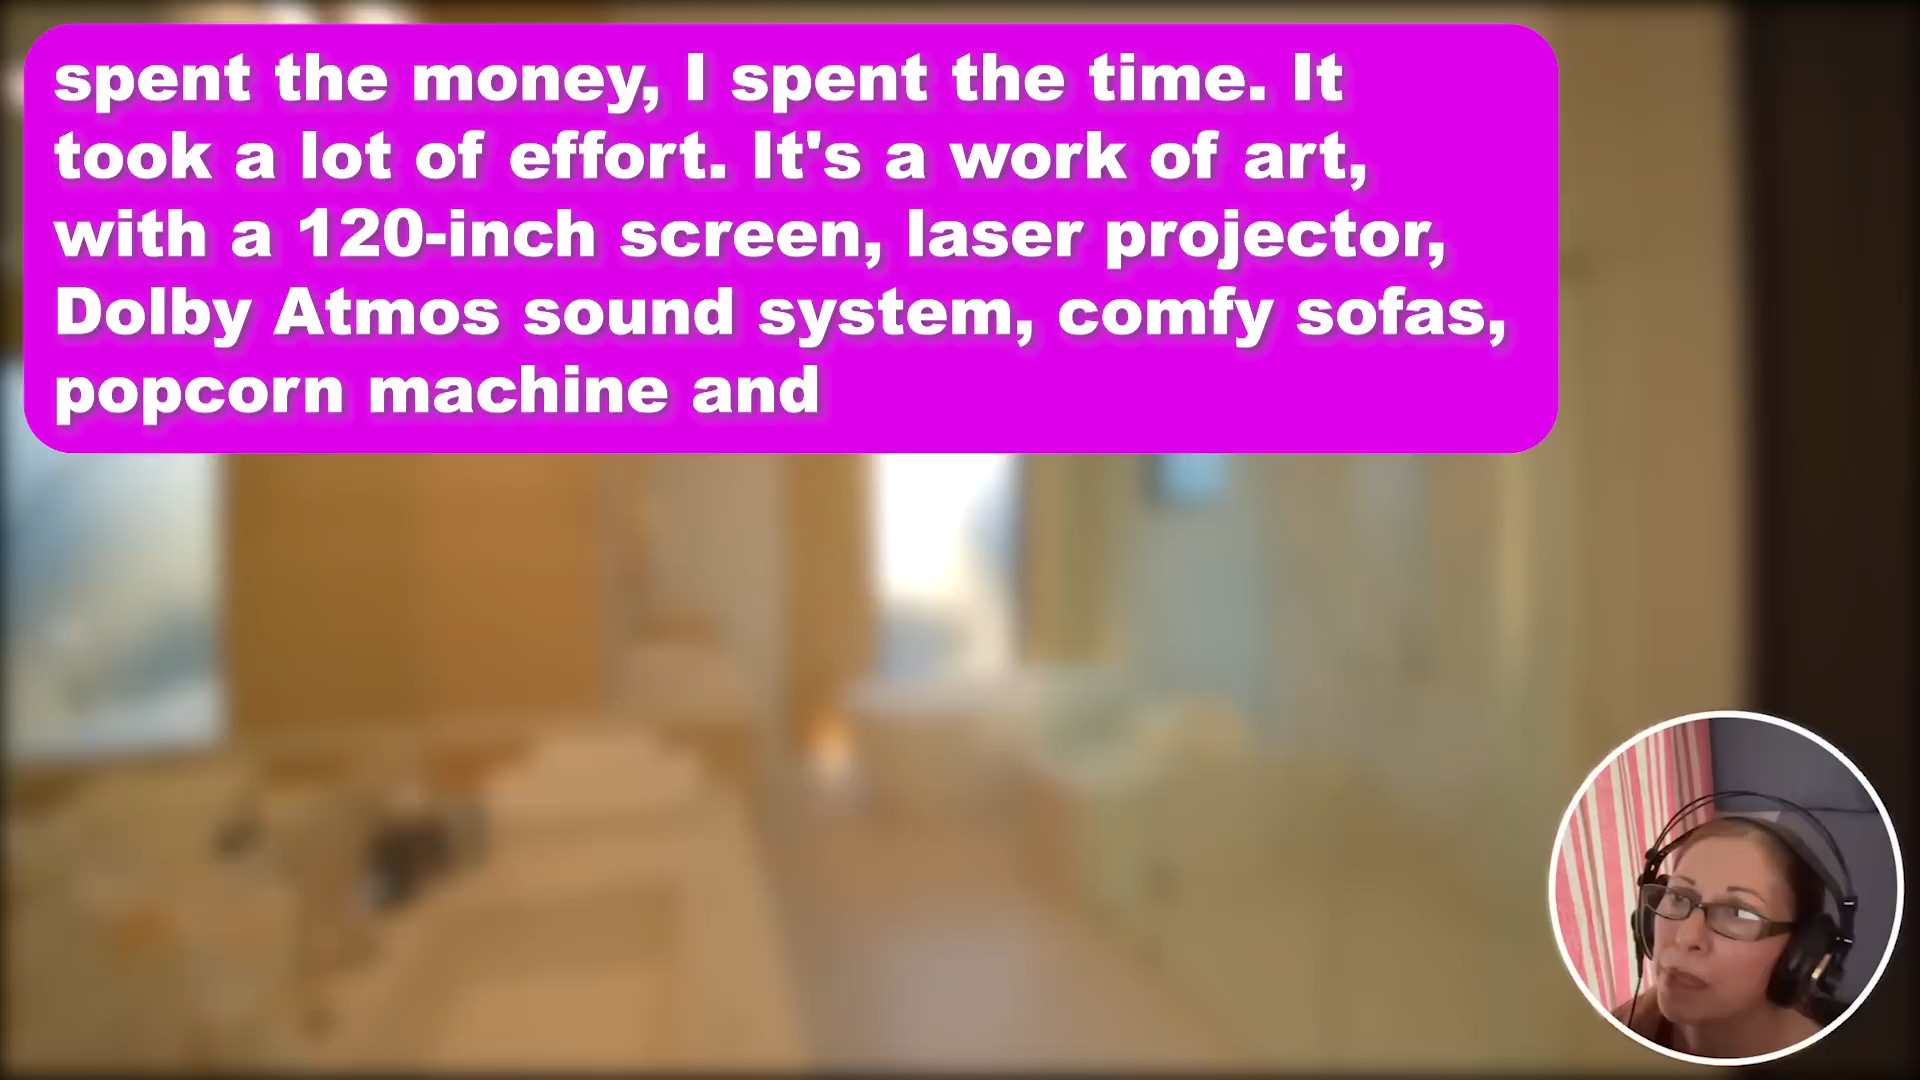 spent the money, I spent the time. It
took a lot of effort. It's a work of art,
with a 120-inch screen, laser projector,
Dolby Atmos sound system, comfy sofas,
popcorn machine and